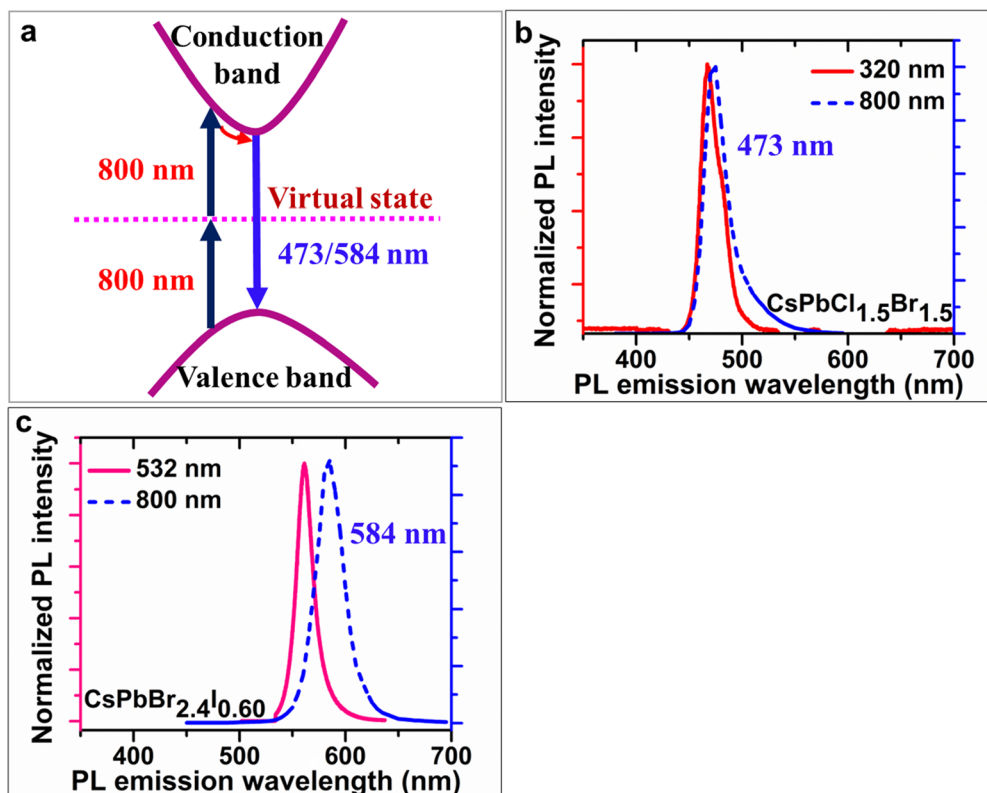 a
Conduction
band
800 nm
Virtual state
800 nm
473/584 nm
Valence band
b
Normalized PL intensity
320 nm
800 nm
473 nm
CsPbCl1.5Br1.5
400 500 600 700
PL emission wavelength (nm)
c
Normalized PL intensity
532 nm
800 nm
584 nm
CsPbBr2.4I0.60
400 500 600 700
PL emission wavelength (nm)